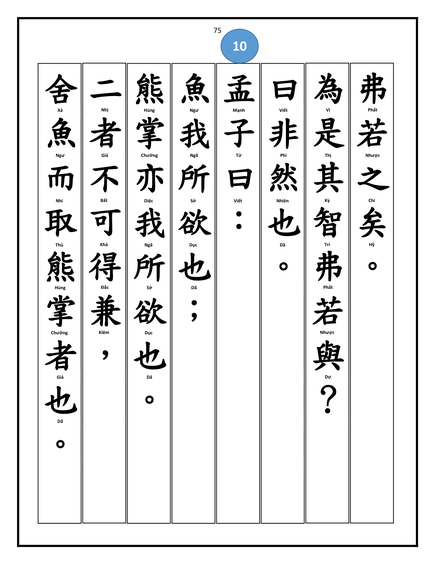 75
10
弗若之矣。
Phất Nhược Chi Hỹ
為是其智弗若與？
Vị Thị Kỳ Trí Phất Nhược Dư
曰非然也。
Viết Phi Nhiên Dã
孟子曰：
Mạnh Tử Viết
魚我所欲也；
Ngư Ngã Sở Dục Dã
熊掌亦我所欲也。
Hùng Chưởng Diệc Ngã Sở Dục Dã
二者不可得兼，
Nhị Giả Bất Khả Đắc Kiêm
舍魚而取熊掌者也。
Xả Ngư Nhi Thủ Hùng Chưởng Giả Dã